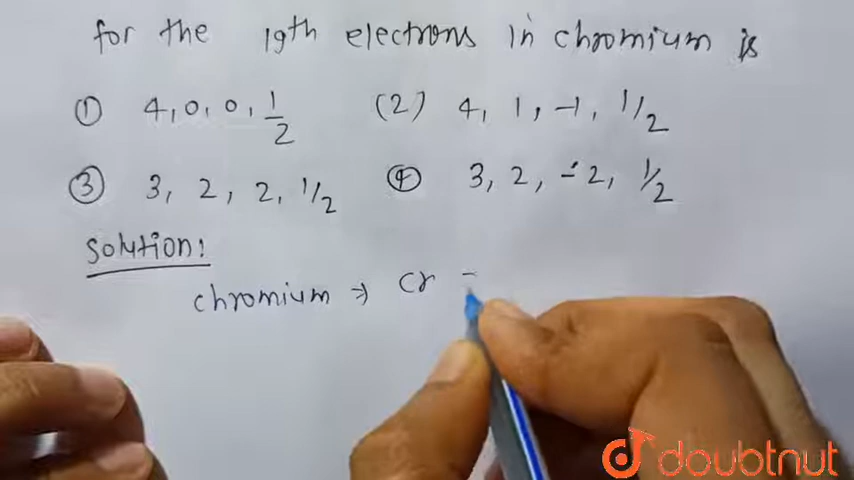 for the 19th electrons in chromium is
① 4, 0, 0, 1/2 (2) 4, 1, -1, 1/2
③ 3, 2, 2, 1/2 ④ 3, 2, -2, 1/2
Solution:
chromium ⇒ Cr =
doubtnut